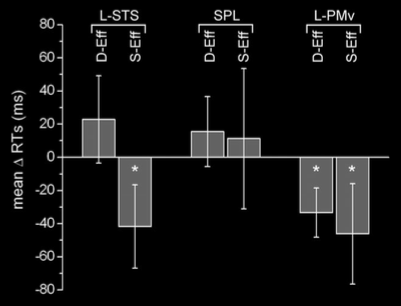 L-STS SPL L-PMv
D-Eff S-Eff D-Eff S-Eff D-Eff S-Eff
mean Δ RTs (ms)
80
60
40
20
0
-20
-40
-60
-80
* * *